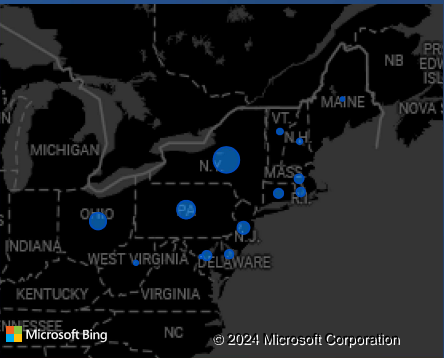 NB
PR
EDW
ISL
MAINE
NOVA S
VT.
N.H.
MICHIGAN
N.Y.
MASS.
R.I.
OHIO
PA
N.J.
INDIANA
WEST VIRGINIA
DELAWARE
KENTUCKY
VIRGINIA
NNESSEE
NC
Microsoft Bing
© 2024 Microsoft Corporation